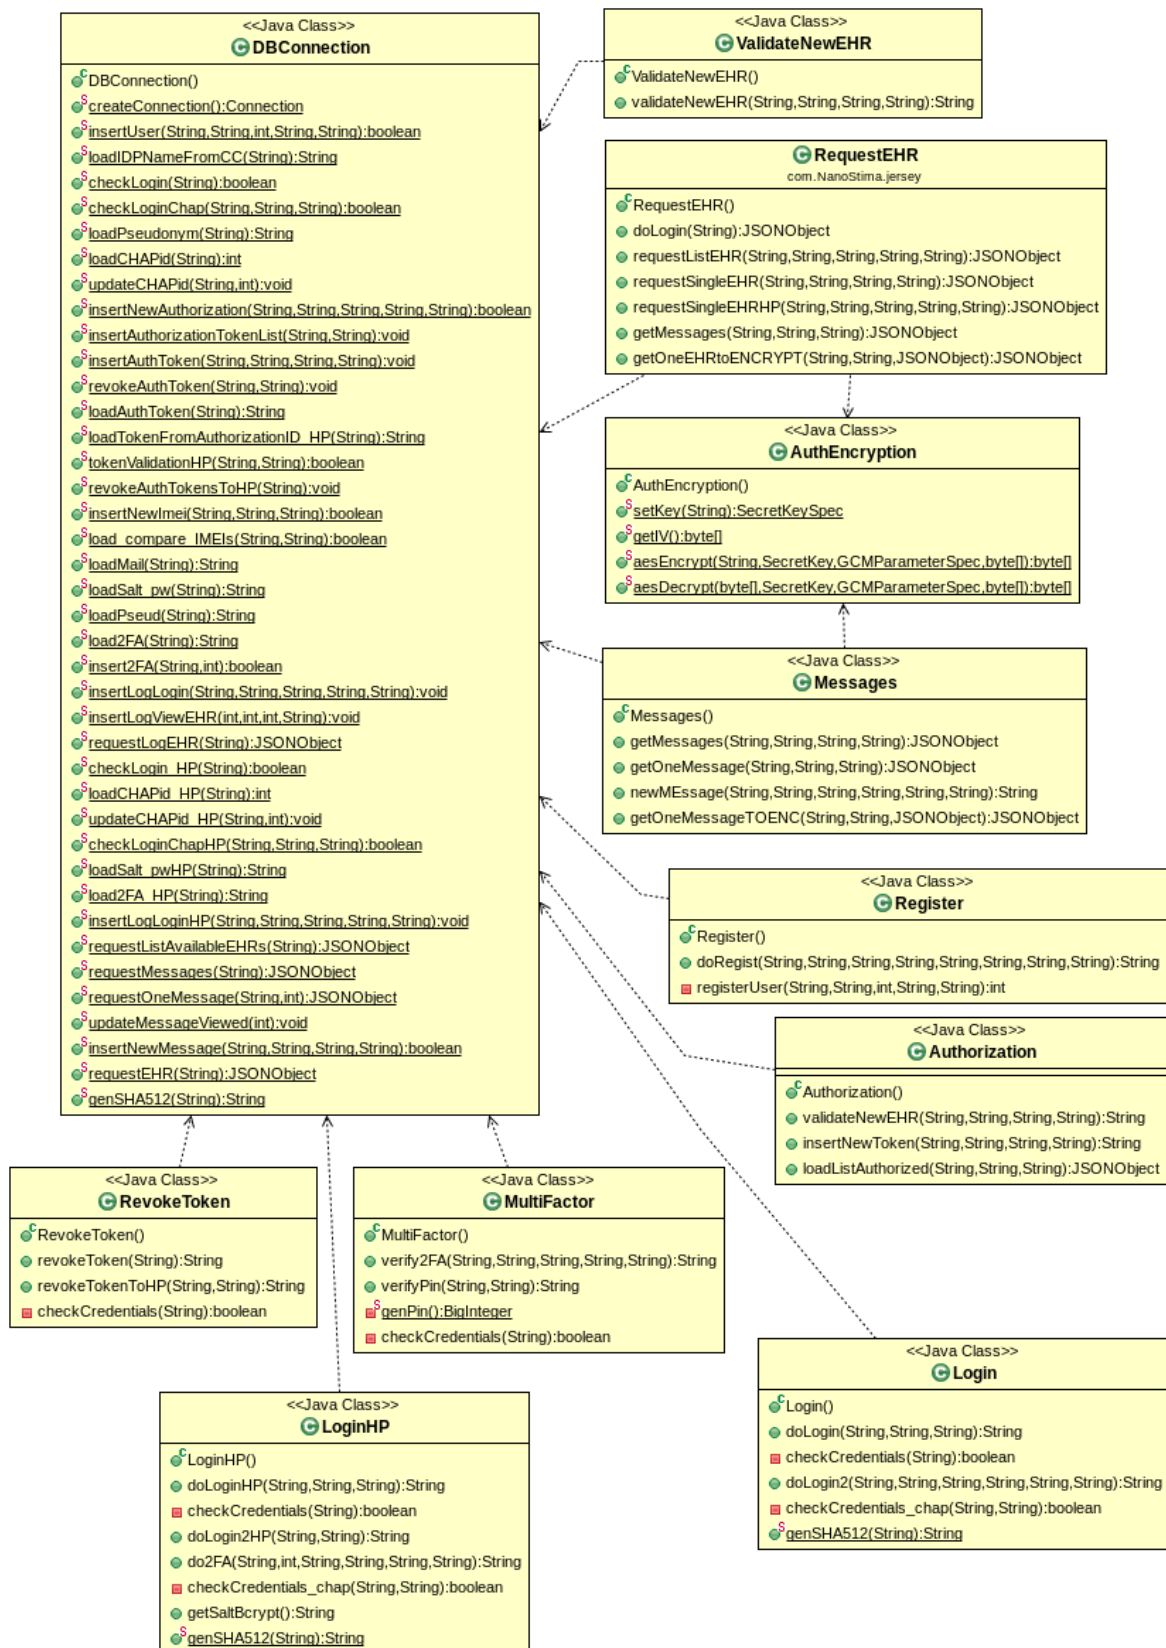 <<Java Class>>
DBConnection
DBConnection()
createConnection():Connection
insertUser(String,String,int,String,String):boolean
loadIDPNameFromCC(String):String
checkLogin(String):boolean
checkLoginChap(String,String,String):boolean
loadPseudonym(String):String
loadCHAPid(String):int
updateCHAPid(String,int):void
insertNewAuthorization(String,String,String,String,String):boolean
insertAuthorizationTokenList(String,String):void
insertAuthToken(String,String,String,String):void
revokeAuthToken(String,String):void
loadAuthToken(String):String
loadTokenFromAuthorizationID_HP(String):String
tokenValidationHP(String,String):boolean
revokeAuthTokensToHP(String):void
insertNewImei(String,String,String):boolean
load_compare_IMEIs(String,String):boolean
loadMail(String):String
loadSalt_pw(String):String
loadPseud(String):String
load2FA(String):String
insert2FA(String,int):boolean
insertLogLogin(String,String,String,String,String):void
insertLogViewEHR(int,int,int,String):void
requestLogEHR(String):JSONObject
checkLogin_HP(String):boolean
loadCHAPid_HP(String):int
updateCHAPid_HP(String,int):void
checkLoginChapHP(String,String,String):boolean
loadSalt_pwHP(String):String
load2FA_HP(String):String
insertLogLoginHP(String,String,String,String,String):void
requestListAvailableEHRs(String):JSONObject
requestMessages(String):JSONObject
requestOneMessage(String,int):JSONObject
updateMessageViewed(int):void
insertNewMessage(String,String,String,String):boolean
requestEHR(String):JSONObject
genSHA512(String):String
<<Java Class>>
ValidateNewEHR
ValidateNewEHR()
validateNewEHR(String,String,String,String):String
RequestEHR
com.NanoStima.jersey
RequestEHR()
doLogin(String):JSONObject
requestListEHR(String,String,String,String,String):JSONObject
requestSingleEHR(String,String,String,String):JSONObject
requestSingleEHRHP(String,String,String,String,String):JSONObject
getMessages(String,String,String):JSONObject
getOneEHRtoENCRYPT(String,String,JSONObject):JSONObject
<<Java Class>>
AuthEncryption
AuthEncryption()
setKey(String):SecretKeySpec
getIV():byte[]
aesEncrypt(String,SecretKey,GCMParameterSpec,byte[]):byte[]
aesDecrypt(byte[],SecretKey,GCMParameterSpec,byte[]):byte[]
<<Java Class>>
Messages
Messages()
getMessages(String,String,String,String):JSONObject
getOneMessage(String,String,String):JSONObject
newMEssage(String,String,String,String,String,String):String
getOneMessageTOENC(String,String,JSONObject):JSONObject
<<Java Class>>
Register
Register()
doRegist(String,String,String,String,String,String,String,String):String
registerUser(String,String,int,String,String):int
<<Java Class>>
Authorization
Authorization()
validateNewEHR(String,String,String,String):String
insertNewToken(String,String,String,String):String
loadListAuthorized(String,String,String):JSONObject
<<Java Class>>
RevokeToken
RevokeToken()
revokeToken(String):String
revokeTokenToHP(String,String):String
checkCredentials(String):boolean
<<Java Class>>
MultiFactor
MultiFactor()
verify2FA(String,String,String,String,String):String
verifyPin(String,String):String
genPin():BigInteger
checkCredentials(String):boolean
<<Java Class>>
Login
Login()
doLogin(String,String,String):String
checkCredentials(String):boolean
doLogin2(String,String,String,String,String,String):String
checkCredentials_chap(String,String):boolean
genSHA512(String):String
<<Java Class>>
LoginHP
LoginHP()
doLoginHP(String,String,String):String
checkCredentials(String):boolean
doLogin2HP(String,String):String
do2FA(String,int,String,String,String,String):String
checkCredentials_chap(String,String):boolean
getSaltBcrypt():String
genSHA512(String):String